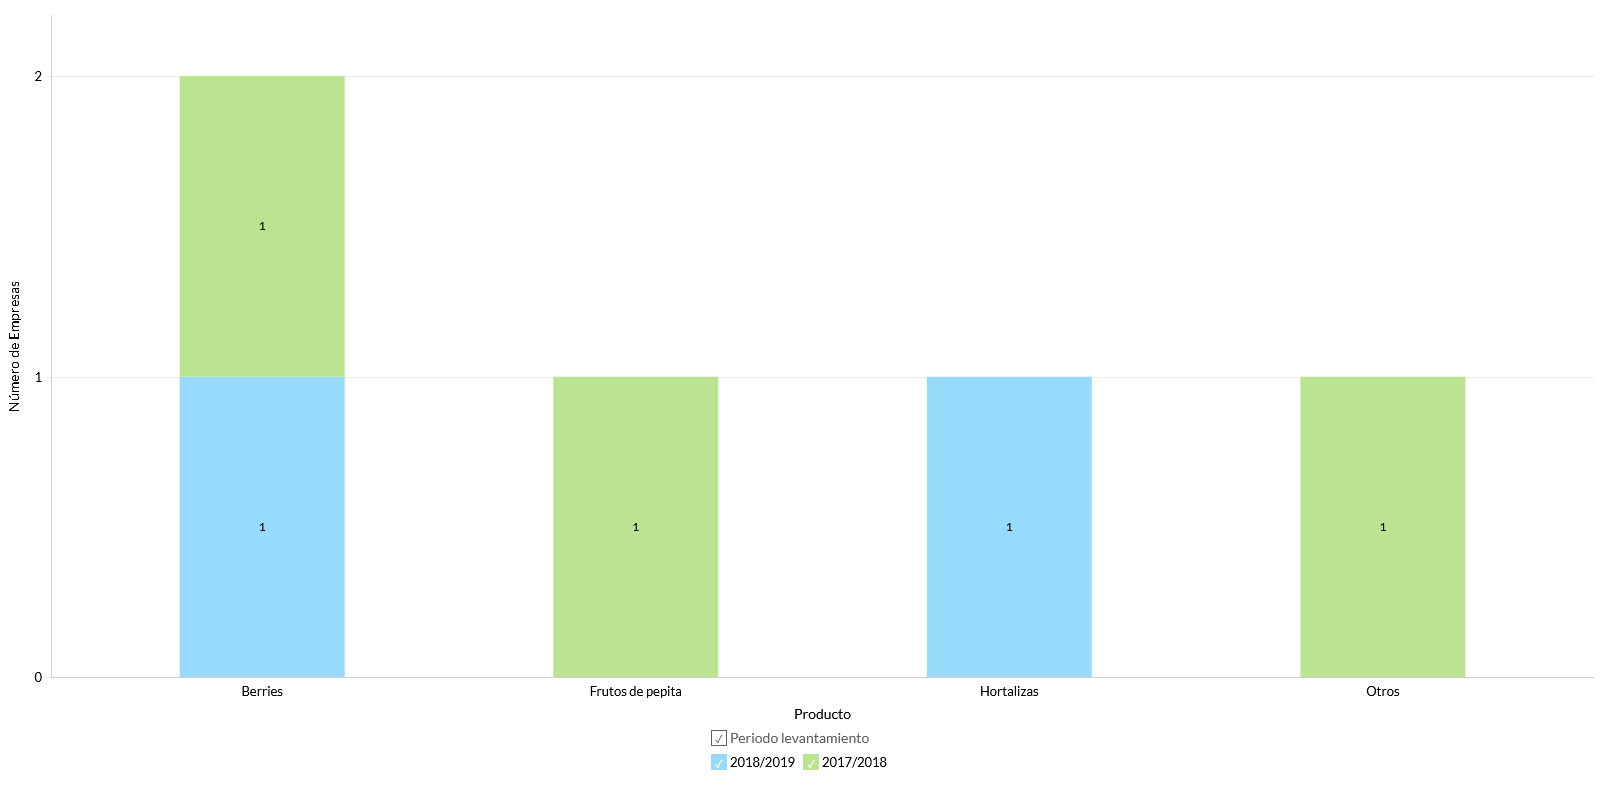 2
1
0
Número de Empresas
1
1
1
1
1
Berries
Frutos de pepita
Hortalizas
Otros
Producto
Periodo levantamiento
2018/2019
2017/2018